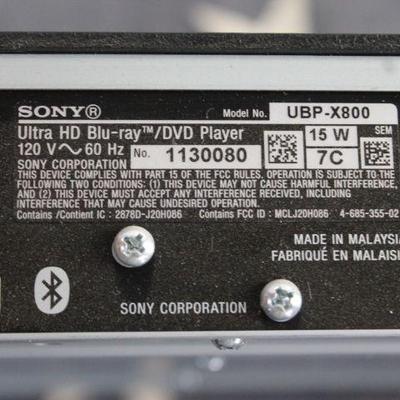 SONY® Model No. UBP-X800
Ultra HD Blu-ray™/DVD Player 15 W SEM
120 V ~ 60 Hz No. 1130080 7C
SONY CORPORATION
THIS DEVICE COMPLIES WITH PART 15 OF THE FCC RULES. OPERATION IS SUBJECT TO
THE FOLLOWING TWO CONDITIONS: (1) THIS DEVICE MAY NOT CAUSE HARMFUL
INTERFERENCE, AND (2) THIS DEVICE MUST ACCEPT ANY INTERFERENCE RECEIVED, INCLUDING
INTERFERENCE THAT MAY CAUSE UNDESIRED OPERATION.
Contains /Contient IC : 2878D-J20H086 Contains FCC ID : MCLJ20H086 4-685-355-02
MADE IN MALAYSIA
FABRIQUÉ EN MALAISI
SONY CORPORATION